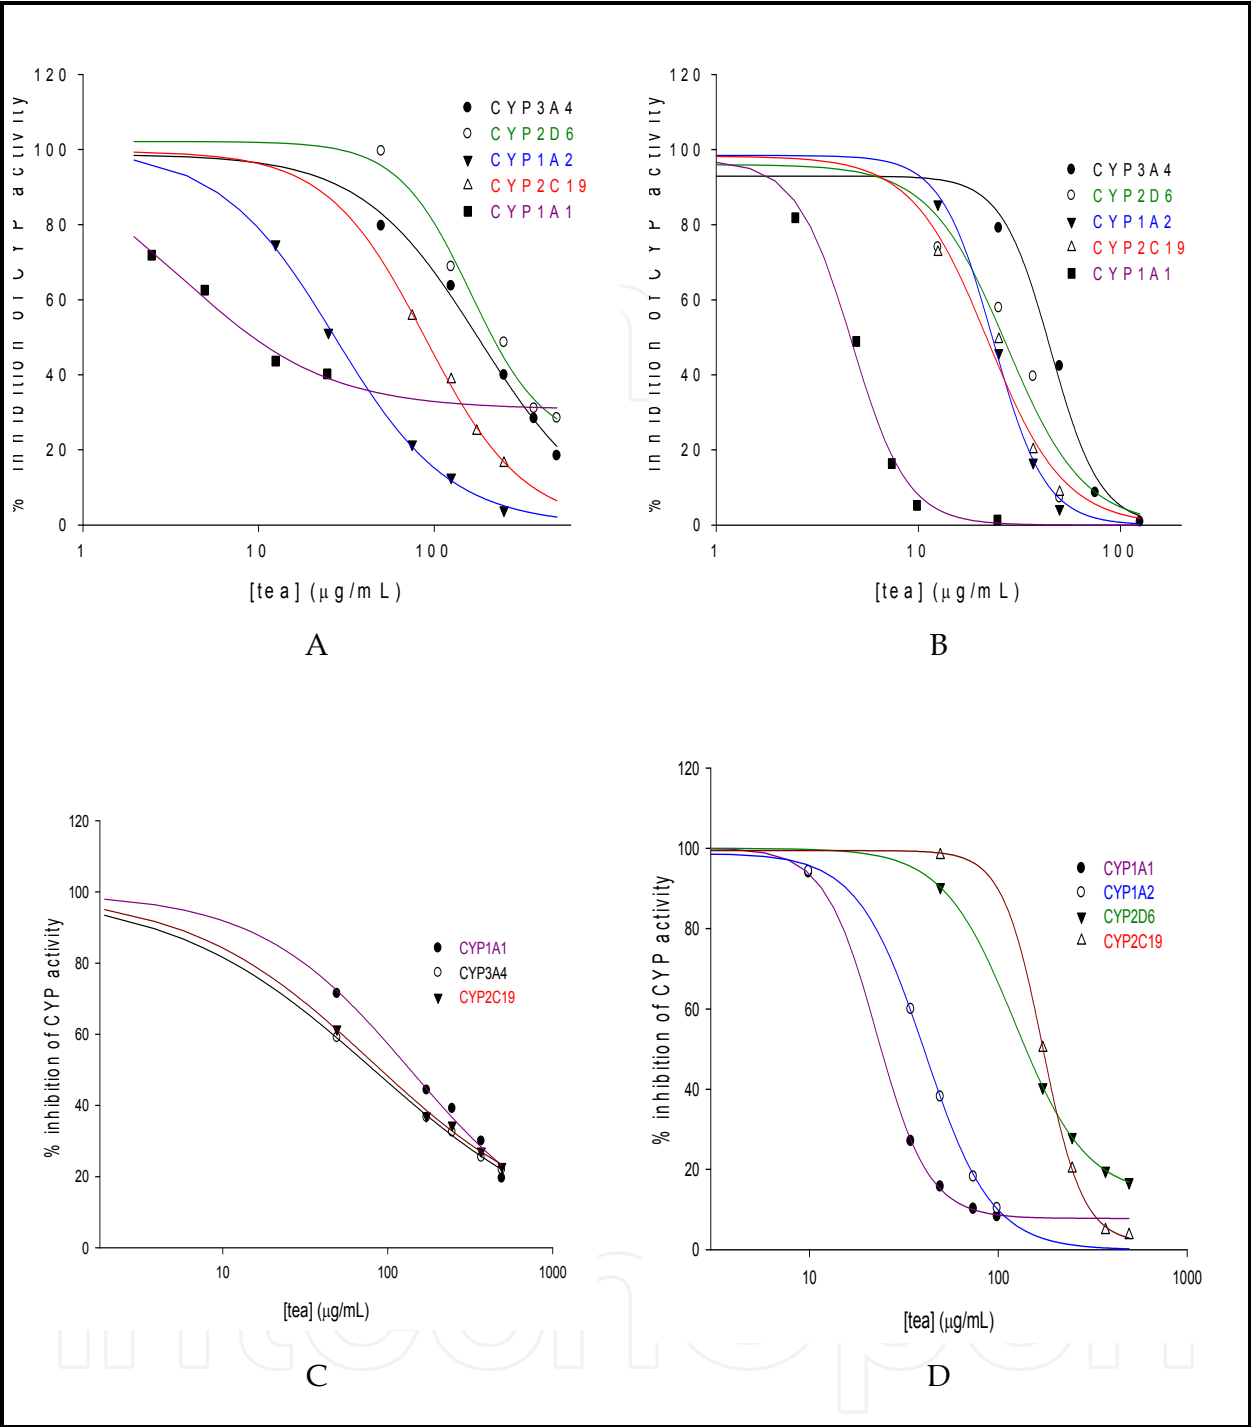 120
100
80
60
40
20
0
% inhibition of CYP activity
CYP3A4
CYP2D6
CYP1A2
CYP2C19
CYP1A1
1
10
100
[tea] (μg/mL)
A
120
100
80
60
40
20
0
% inhibition of CYP activity
CYP3A4
CYP2D6
CYP1A2
CYP2C19
CYP1A1
1
10
100
[tea] (μg/mL)
B
120
100
80
60
40
20
0
% inhibition of CYP activity
CYP1A1
CYP3A4
CYP2C19
10
100
1000
[tea] (μg/mL)
C
120
100
80
60
40
20
0
% inhibition of CYP activity
CYP1A1
CYP1A2
CYP2D6
CYP2C19
10
100
1000
[tea] (μg/mL)
D